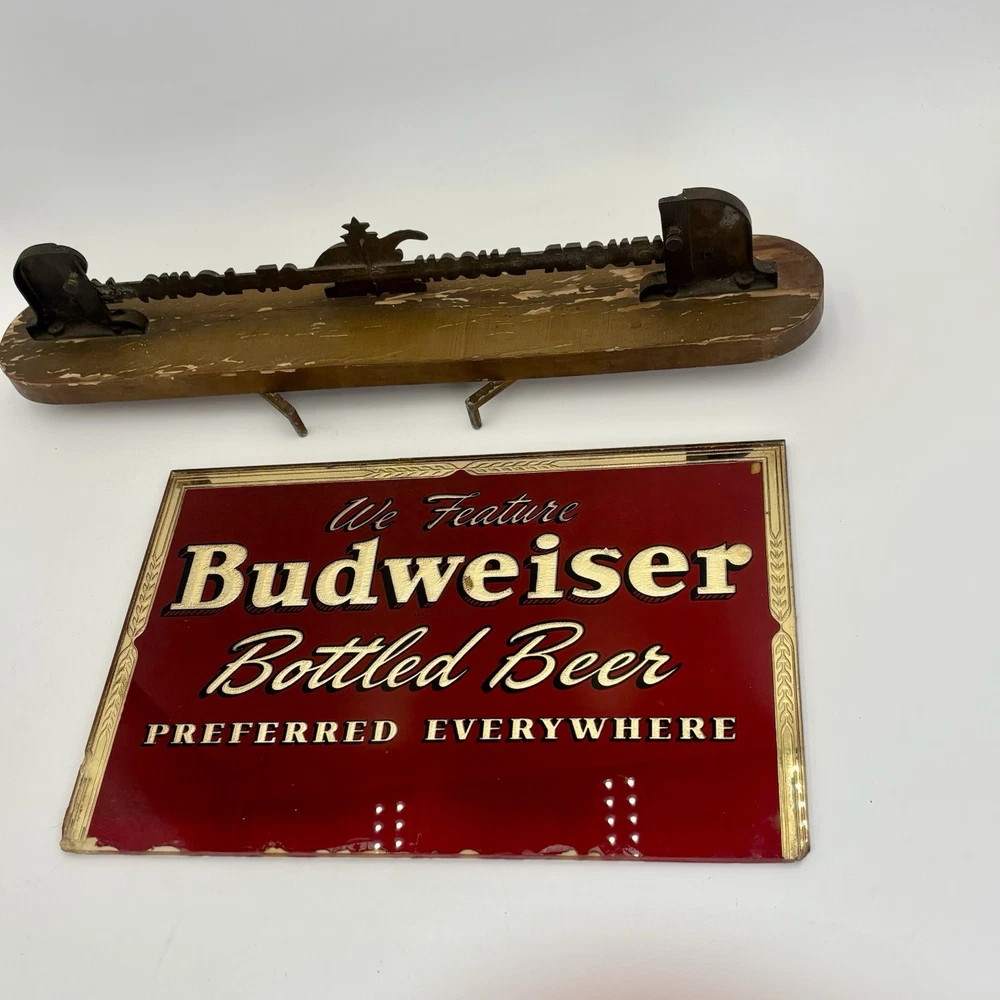 We Feature
Budweiser
Bottled Beer
PREFERRED EVERYWHERE